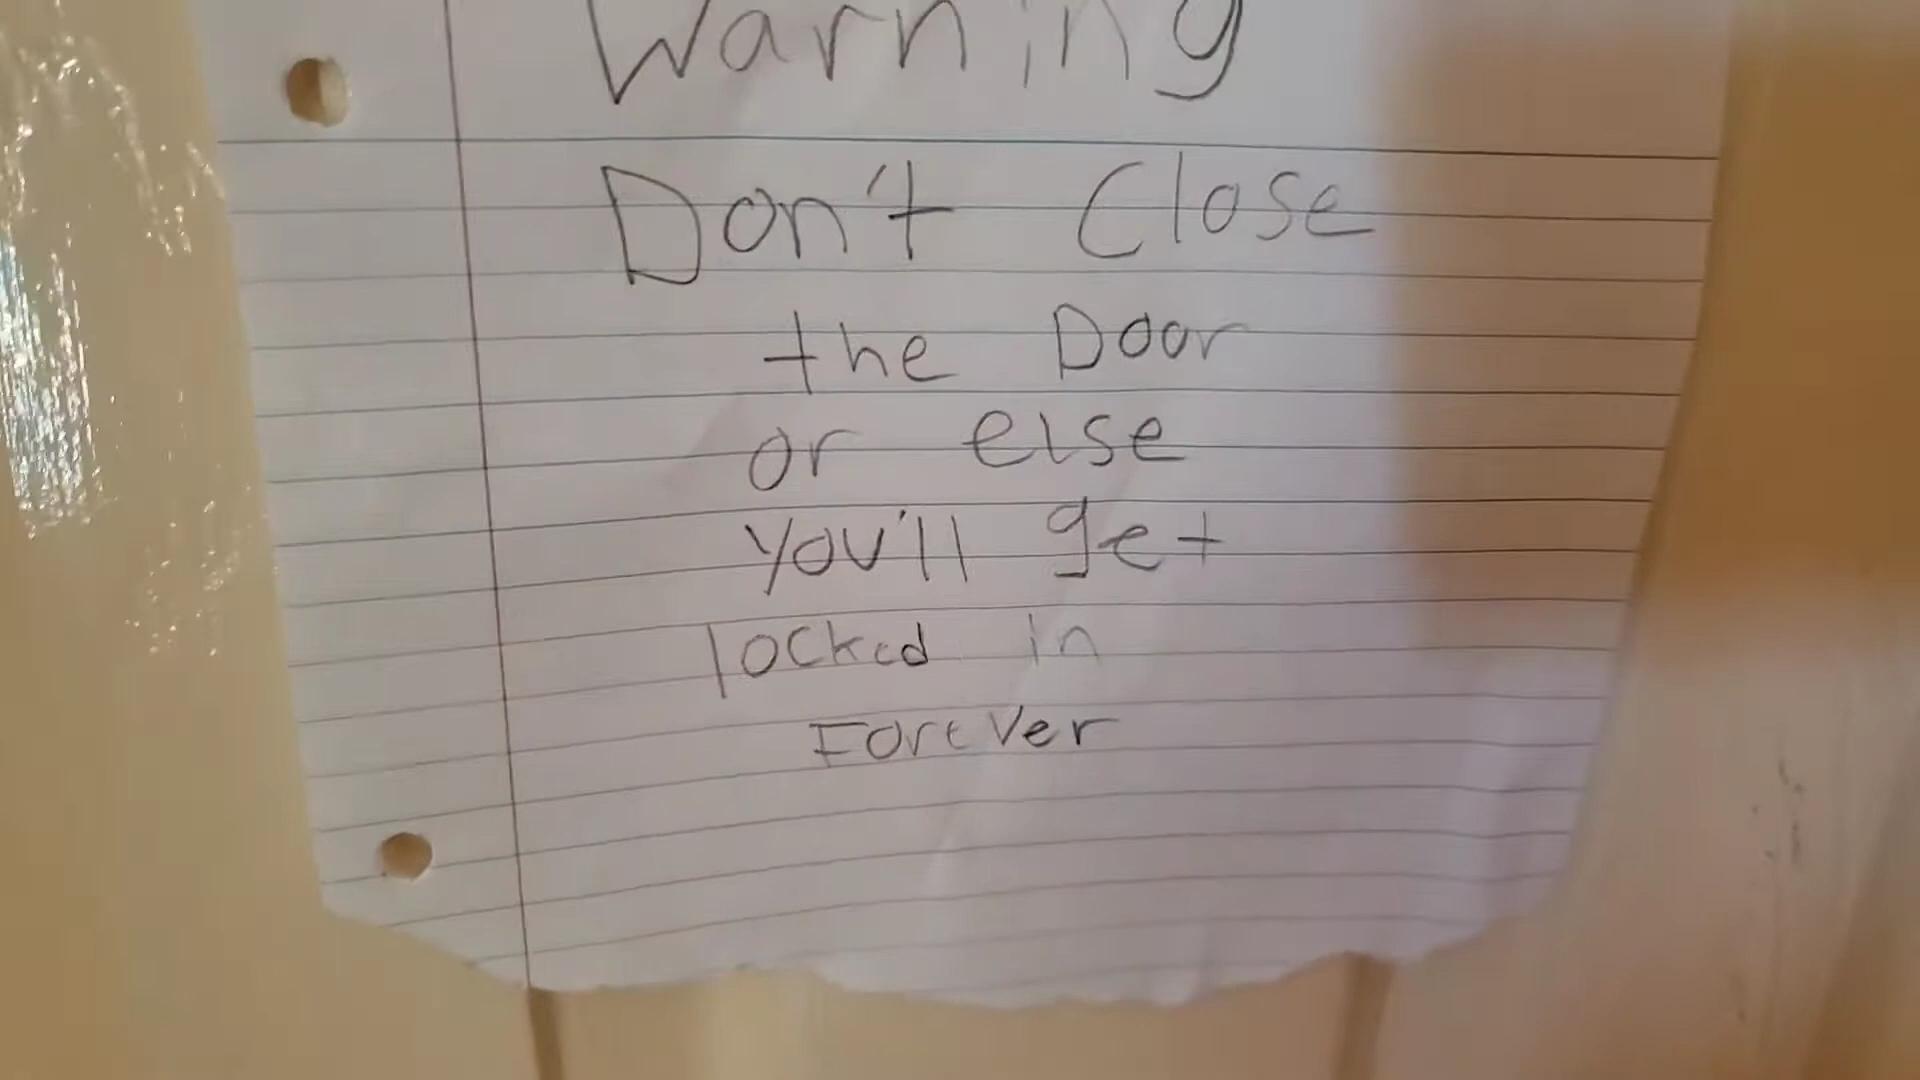 Warning
Don't Close
the Door
or else
you'll get
locked in
Forever